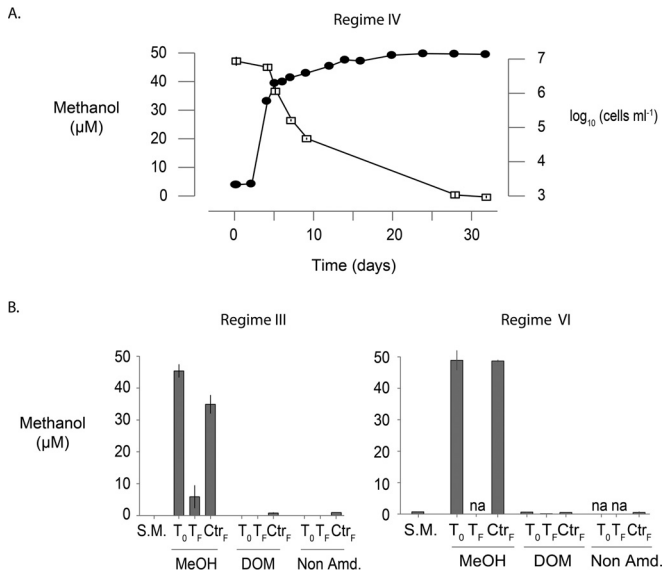 A.
Regime IV
50
40
30
20
10
0
Methanol
(µM)
7
6
5
4
3
log10 (cells ml-1)
0 10 20 30
Time (days)
B.
Regime III
Regime VI
50
40
30
20
10
0
Methanol
(µM)
S.M. T0 TF CtrF T0 TF CtrF T0 TF CtrF
MeOH DOM Non Amd.
50
40
30
20
10
0
na na na
S.M. T0 TF CtrF T0 TF CtrF T0 TF CtrF
MeOH DOM Non Amd.